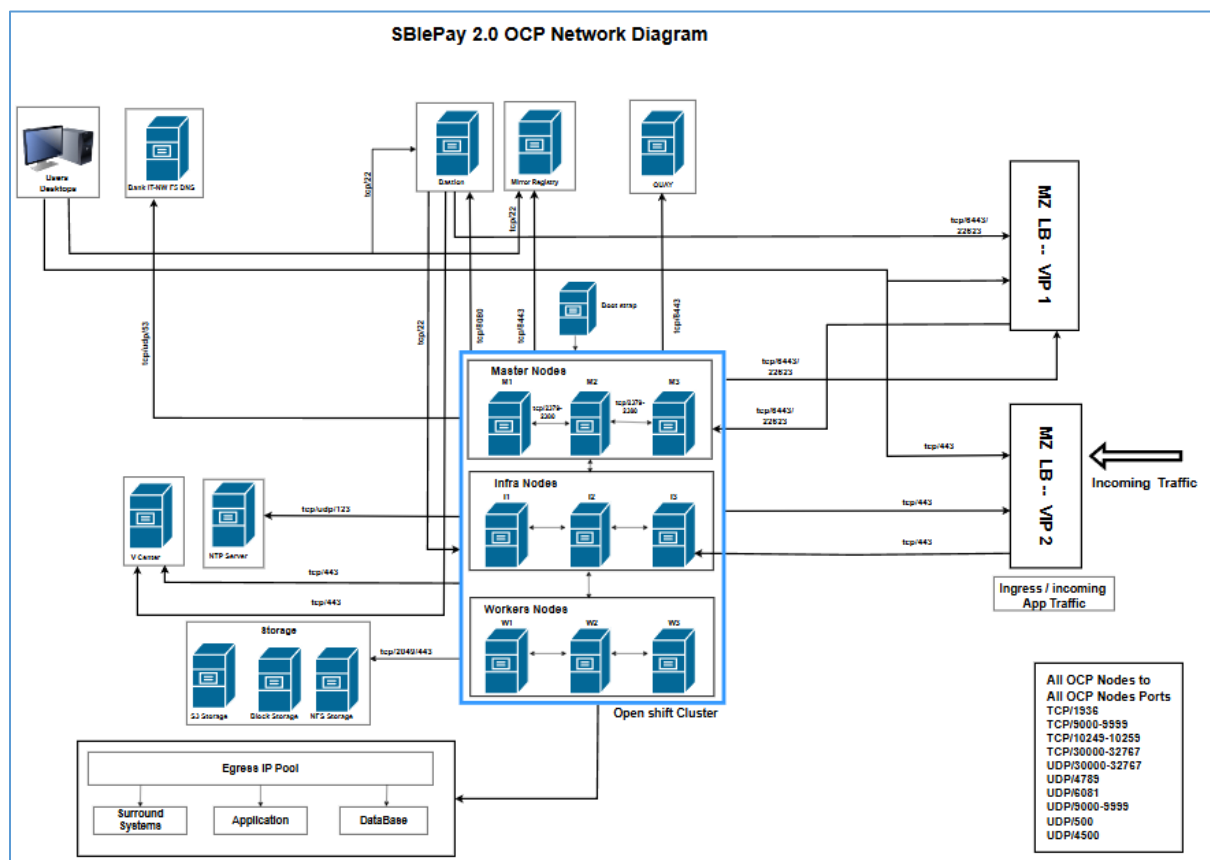 SBIePay 2.0 OCP Network Diagram
Users
Desktops
Bank IT-NW F5 DNS
Bastion
Mirror Registry
QUAY
tcp/22
tcp/22
tcp/6443/
22623
MZ LB -- VIP 1
Boot strap
tcp/udp/53
tcp/22
tcp/8080
tcp/8443
tcp/8443
Master Nodes
M1
M2
M3
tcp/2379-
2380
tcp/2379-
2380
tcp/6443/
22623
tcp/6443/
22623
tcp/443
MZ LB -- VIP 2
Incoming Traffic
Infra Nodes
I1
I2
I3
tcp/443
tcp/443
V Center
NTP Server
tcp/udp/123
tcp/443
tcp/443
Ingress / incoming
App Traffic
Workers Nodes
W1
W2
W3
Storage
tcp/2049/443
S3 Storage
Block Storage
NFS Storage
Open shift Cluster
Egress IP Pool
Surround
Systems
Application
DataBase
All OCP Nodes to
All OCP Nodes Ports
TCP/1936
TCP/9000-9999
TCP/10249-10259
TCP/30000-32767
UDP/30000-32767
UDP/4789
UDP/6081
UDP/9000-9999
UDP/500
UDP/4500